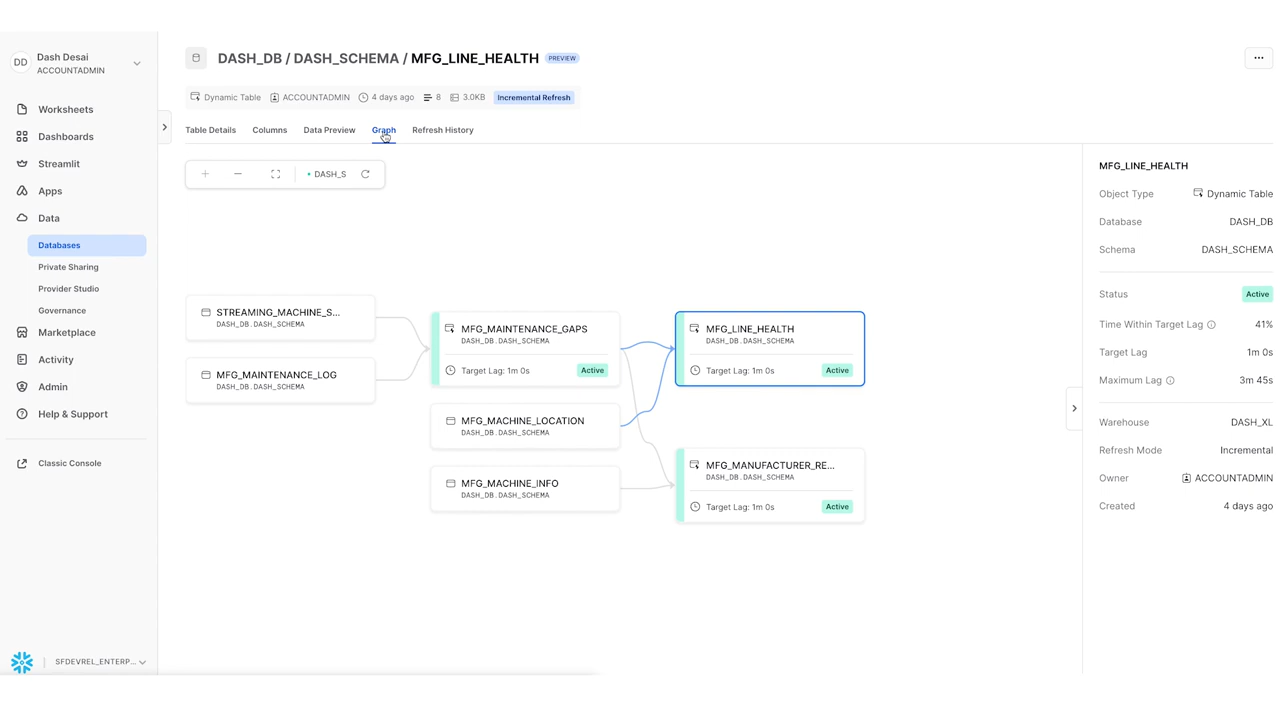 DD
Dash Desai
ACCOUNTADMIN
Worksheets
Dashboards
Streamlit
Apps
Data
Databases
Private Sharing
Provider Studio
Governance
Marketplace
Activity
Admin
Help & Support
Classic Console
SFDEVREL_ENTERP...
DASH_DB / DASH_SCHEMA / MFG_LINE_HEALTH PREVIEW
Dynamic Table ACCOUNTADMIN 4 days ago 8 3.0KB Incremental Refresh
Table Details Columns Data Preview Graph Refresh History
DASH_S
STREAMING_MACHINE_S...
DASH_DB.DASH_SCHEMA
MFG_MAINTENANCE_LOG
DASH_DB.DASH_SCHEMA
MFG_MAINTENANCE_GAPS
DASH_DB.DASH_SCHEMA
Target Lag: 1m 0s Active
MFG_MACHINE_LOCATION
DASH_DB.DASH_SCHEMA
MFG_MACHINE_INFO
DASH_DB.DASH_SCHEMA
MFG_LINE_HEALTH
DASH_DB.DASH_SCHEMA
Target Lag: 1m 0s Active
MFG_MANUFACTURER_RE...
DASH_DB.DASH_SCHEMA
Target Lag: 1m 0s Active
MFG_LINE_HEALTH
Object Type Dynamic Table
Database DASH_DB
Schema DASH_SCHEMA
Status Active
Time Within Target Lag 41%
Target Lag 1m 0s
Maximum Lag 3m 45s
Warehouse DASH_XL
Refresh Mode Incremental
Owner ACCOUNTADMIN
Created 4 days ago